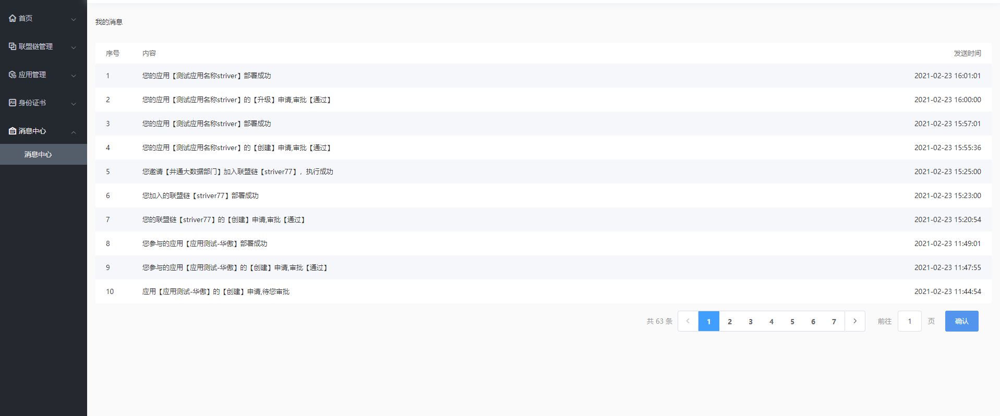 首页
联盟链管理
应用管理
身份证书
消息中心
消息中心
我的消息
序号 内容 发送时间
1 您的应用【测试应用名称striver】部署成功 2021-02-23 16:01:01
2 您的应用【测试应用名称striver】的【升级】申请,审批【通过】 2021-02-23 16:00:00
3 您的应用【测试应用名称striver】部署成功 2021-02-23 15:57:01
4 您的应用【测试应用名称striver】的【创建】申请,审批【通过】 2021-02-23 15:55:36
5 您邀请【井通大数据部门】加入联盟链【striver77】，执行成功 2021-02-23 15:25:00
6 您加入的联盟链【striver77】部署成功 2021-02-23 15:23:00
7 您的联盟链【striver77】的【创建】申请,审批【通过】 2021-02-23 15:20:54
8 您参与的应用【应用测试-华傲】部署成功 2021-02-23 11:49:01
9 您参与的应用【应用测试-华傲】的【创建】申请,审批【通过】 2021-02-23 11:47:55
10 应用【应用测试-华傲】的【创建】申请,待您审批 2021-02-23 11:44:54
共 63 条 1 2 3 4 5 6 7 前往 1 页 确认